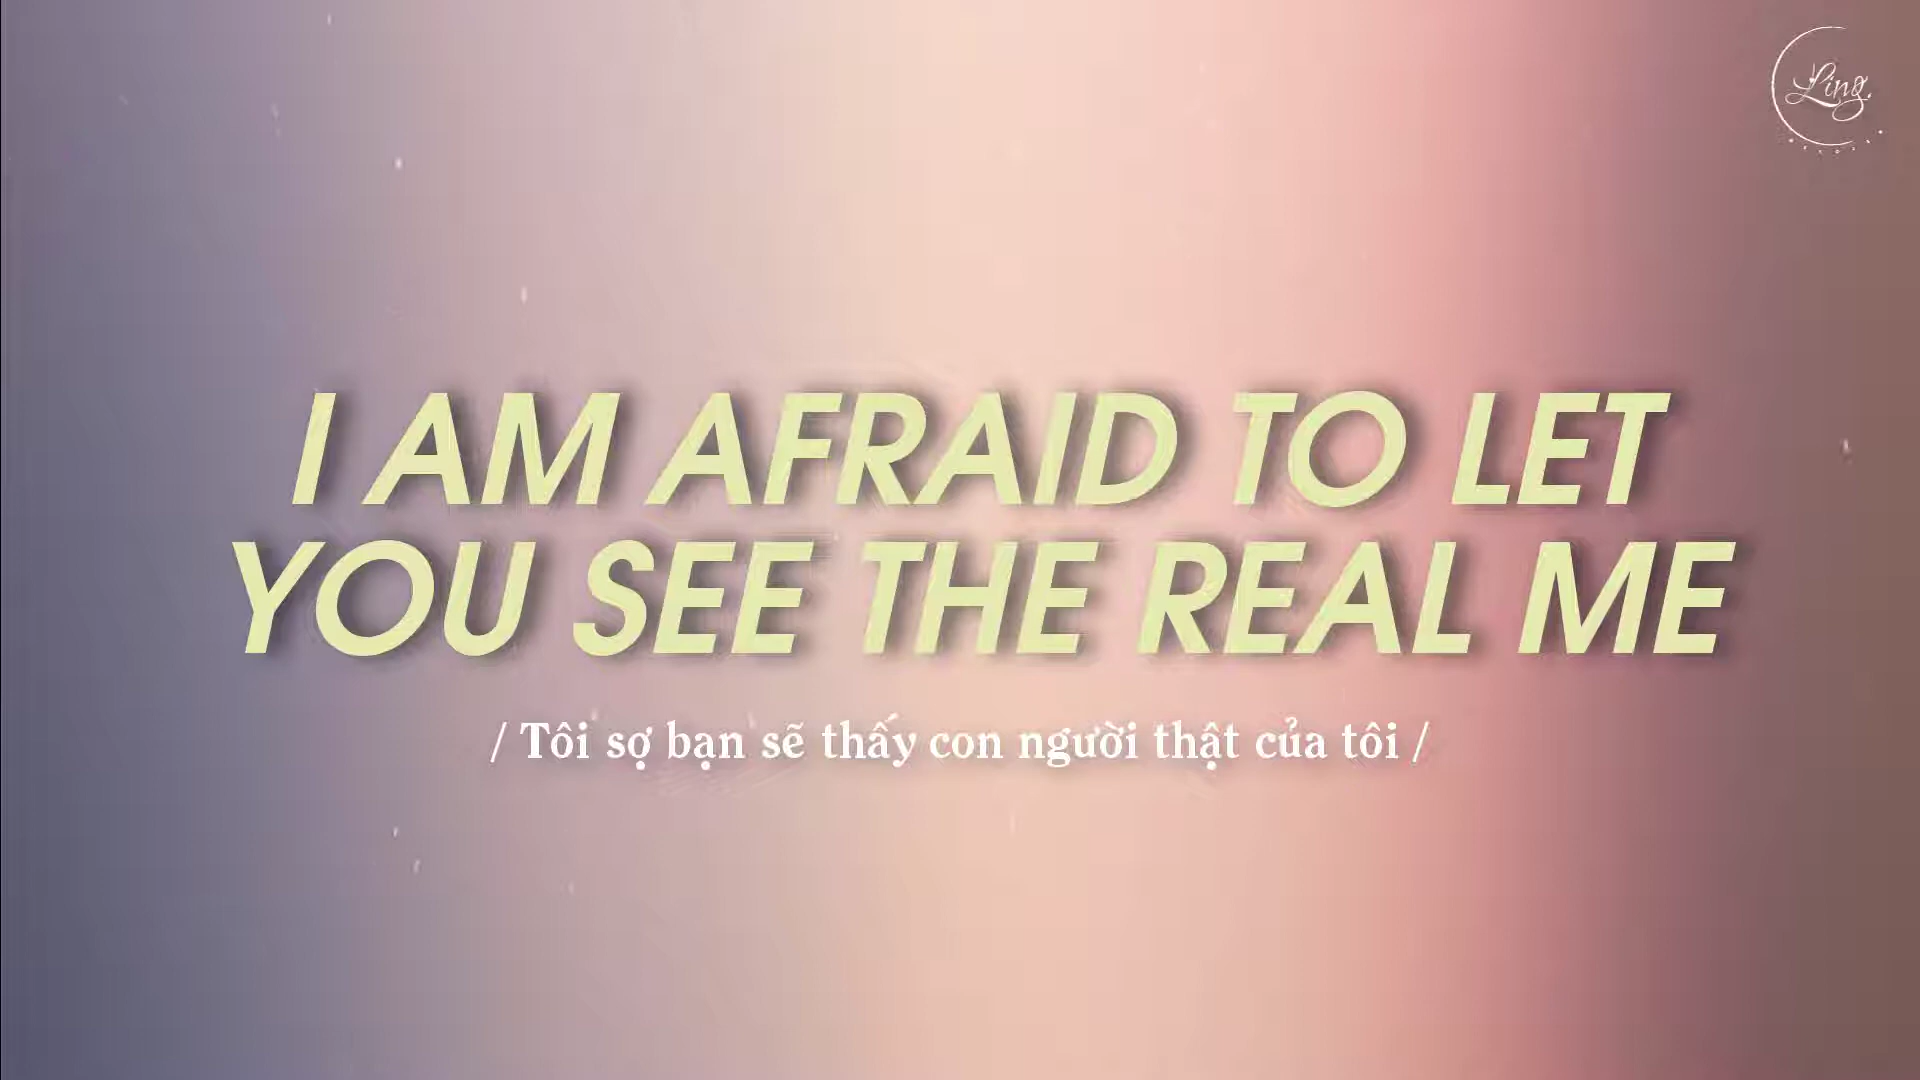 Ling.
I AM AFRAID TO LET
YOU SEE THE REAL ME
/ Tôi sợ bạn sẽ thấy con người thật của tôi /